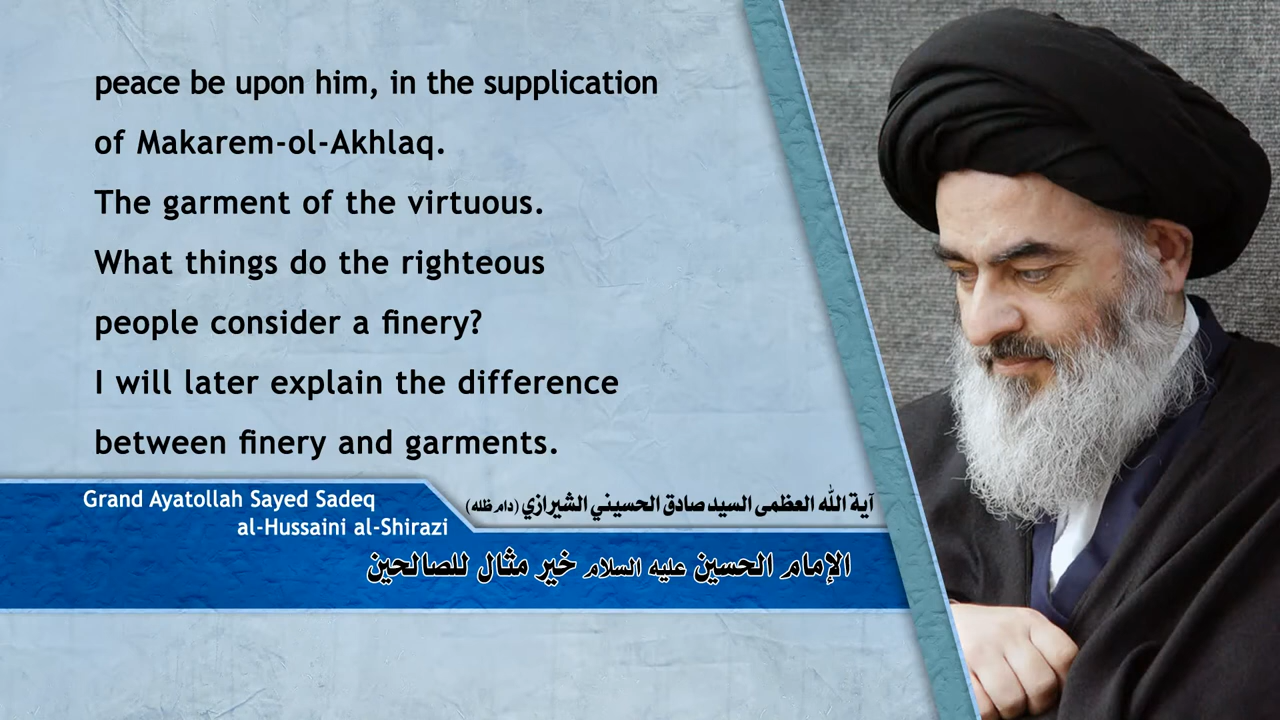 peace be upon him, in the supplication
of Makarem-ol-Akhlaq.
The garment of the virtuous.
What things do the righteous
people consider a finery?
I will later explain the difference
between finery and garments.
Grand Ayatollah Sayed Sadeq
al-Hussaini al-Shirazi
آية الله العظمى السيد صادق الحسيني الشيرازي (دام ظله)
الإمام الحسين عليه السلام خير مثال للصالحين